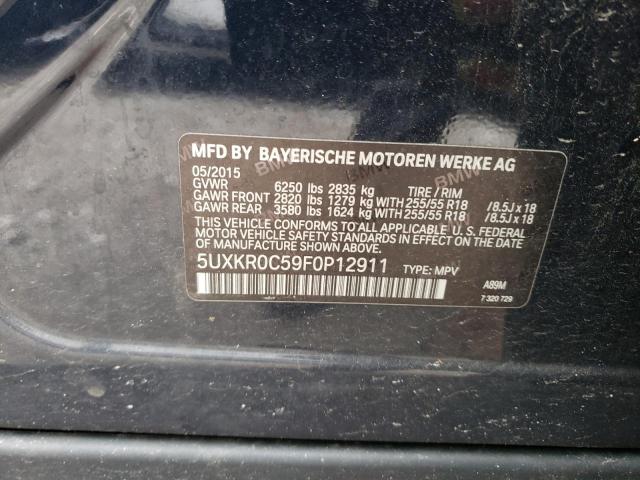 MFD BY BAYERISCHE MOTOREN WERKE AG
05/2015
GVWR 6250 lbs 2835 kg TIRE / RIM
GAWR FRONT 2820 lbs 1279 kg WITH 255/55 R18 /8.5J x 18
GAWR REAR 3580 lbs 1624 kg WITH 255/55 R18 /8.5J x 18
THIS VEHICLE CONFORMS TO ALL APPLICABLE U. S. FEDERAL
MOTOR VEHICLE SAFETY STANDARDS IN EFFECT ON THE DATE
OF MANUFACTURE SHOWN ABOVE.
5UXKR0C59F0P12911 TYPE: MPV
A89M
7 320 729